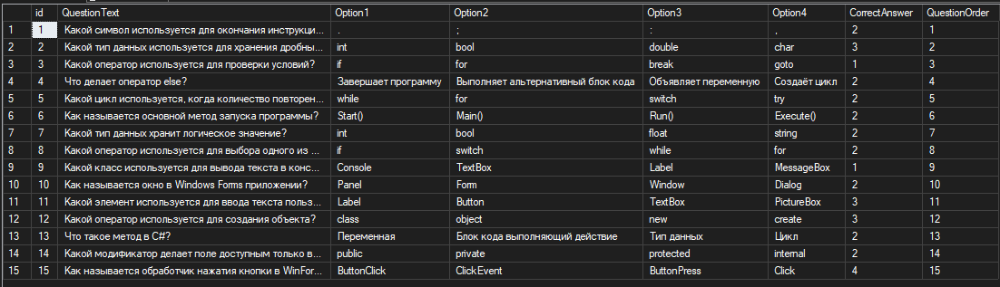 id QuestionText Option1 Option2 Option3 Option4 CorrectAnswer QuestionOrder
1 1 Какой символ используется для окончания инструкци... . ; : , 2 1
2 2 Какой тип данных используется для хранения дробны... int bool double char 3 2
3 3 Какой оператор используется для проверки условий? if for break goto 1 3
4 4 Что делает оператор else? Завершает программу Выполняет альтернативный блок кода Объявляет переменную Создаёт цикл 2 4
5 5 Какой цикл используется, когда количество повторен... while for switch try 2 5
6 6 Как называется основной метод запуска программы? Start() Main() Run() Execute() 2 6
7 7 Какой тип данных хранит логическое значение? int bool float string 2 7
8 8 Какой оператор используется для выбора одного из ... if switch while for 2 8
9 9 Какой класс используется для вывода текста в конс... Console TextBox Label MessageBox 1 9
10 10 Как называется окно в Windows Forms приложении? Panel Form Window Dialog 2 10
11 11 Какой элемент используется для ввода текста польз... Label Button TextBox PictureBox 3 11
12 12 Какой оператор используется для создания объекта? class object new create 3 12
13 13 Что такое метод в C#? Переменная Блок кода выполняющий действие Тип данных Цикл 2 13
14 14 Какой модификатор делает поле доступным только в... public private protected internal 2 14
15 15 Как называется обработчик нажатия кнопки в WinFor... ButtonClick ClickEvent ButtonPress Click 4 15